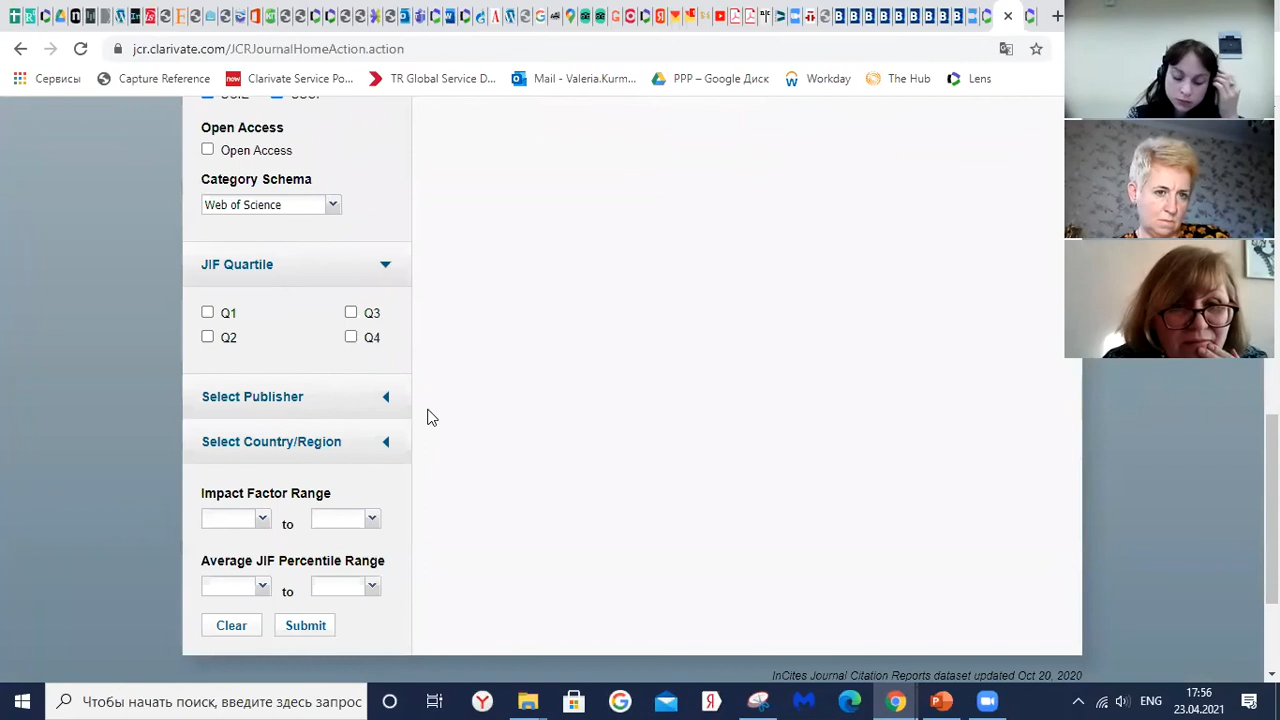 jcr.clarivate.com/JCRJournalHomeAction.action
Сервисы
Capture Reference
Clarivate Service Po...
TR Global Service D...
Mail - Valeria.Kurm...
PPP – Google Диск
Workday
The Hub
Lens
Open Access
Open Access
Category Schema
Web of Science
JIF Quartile
Q1
Q3
Q2
Q4
Select Publisher
Select Country/Region
Impact Factor Range
to
Average JIF Percentile Range
to
Clear
Submit
InCites Journal Citation Reports dataset updated Oct 20, 2020
Чтобы начать поиск, введите здесь запрос
ENG
17:56
23.04.2021